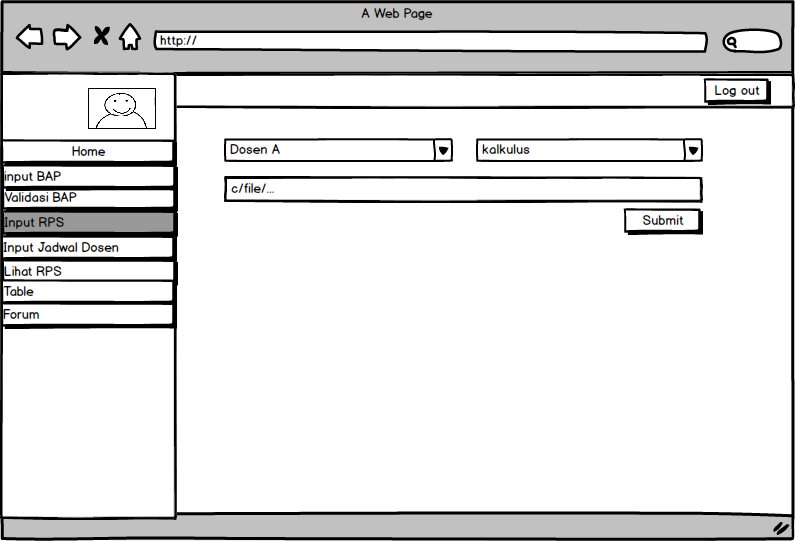 A Web Page
http://
Log out
Home
input BAP
Validasi BAP
Input RPS
Input Jadwal Dosen
Lihat RPS
Table
Forum
Dosen A
kalkulus
c/file/...
Submit